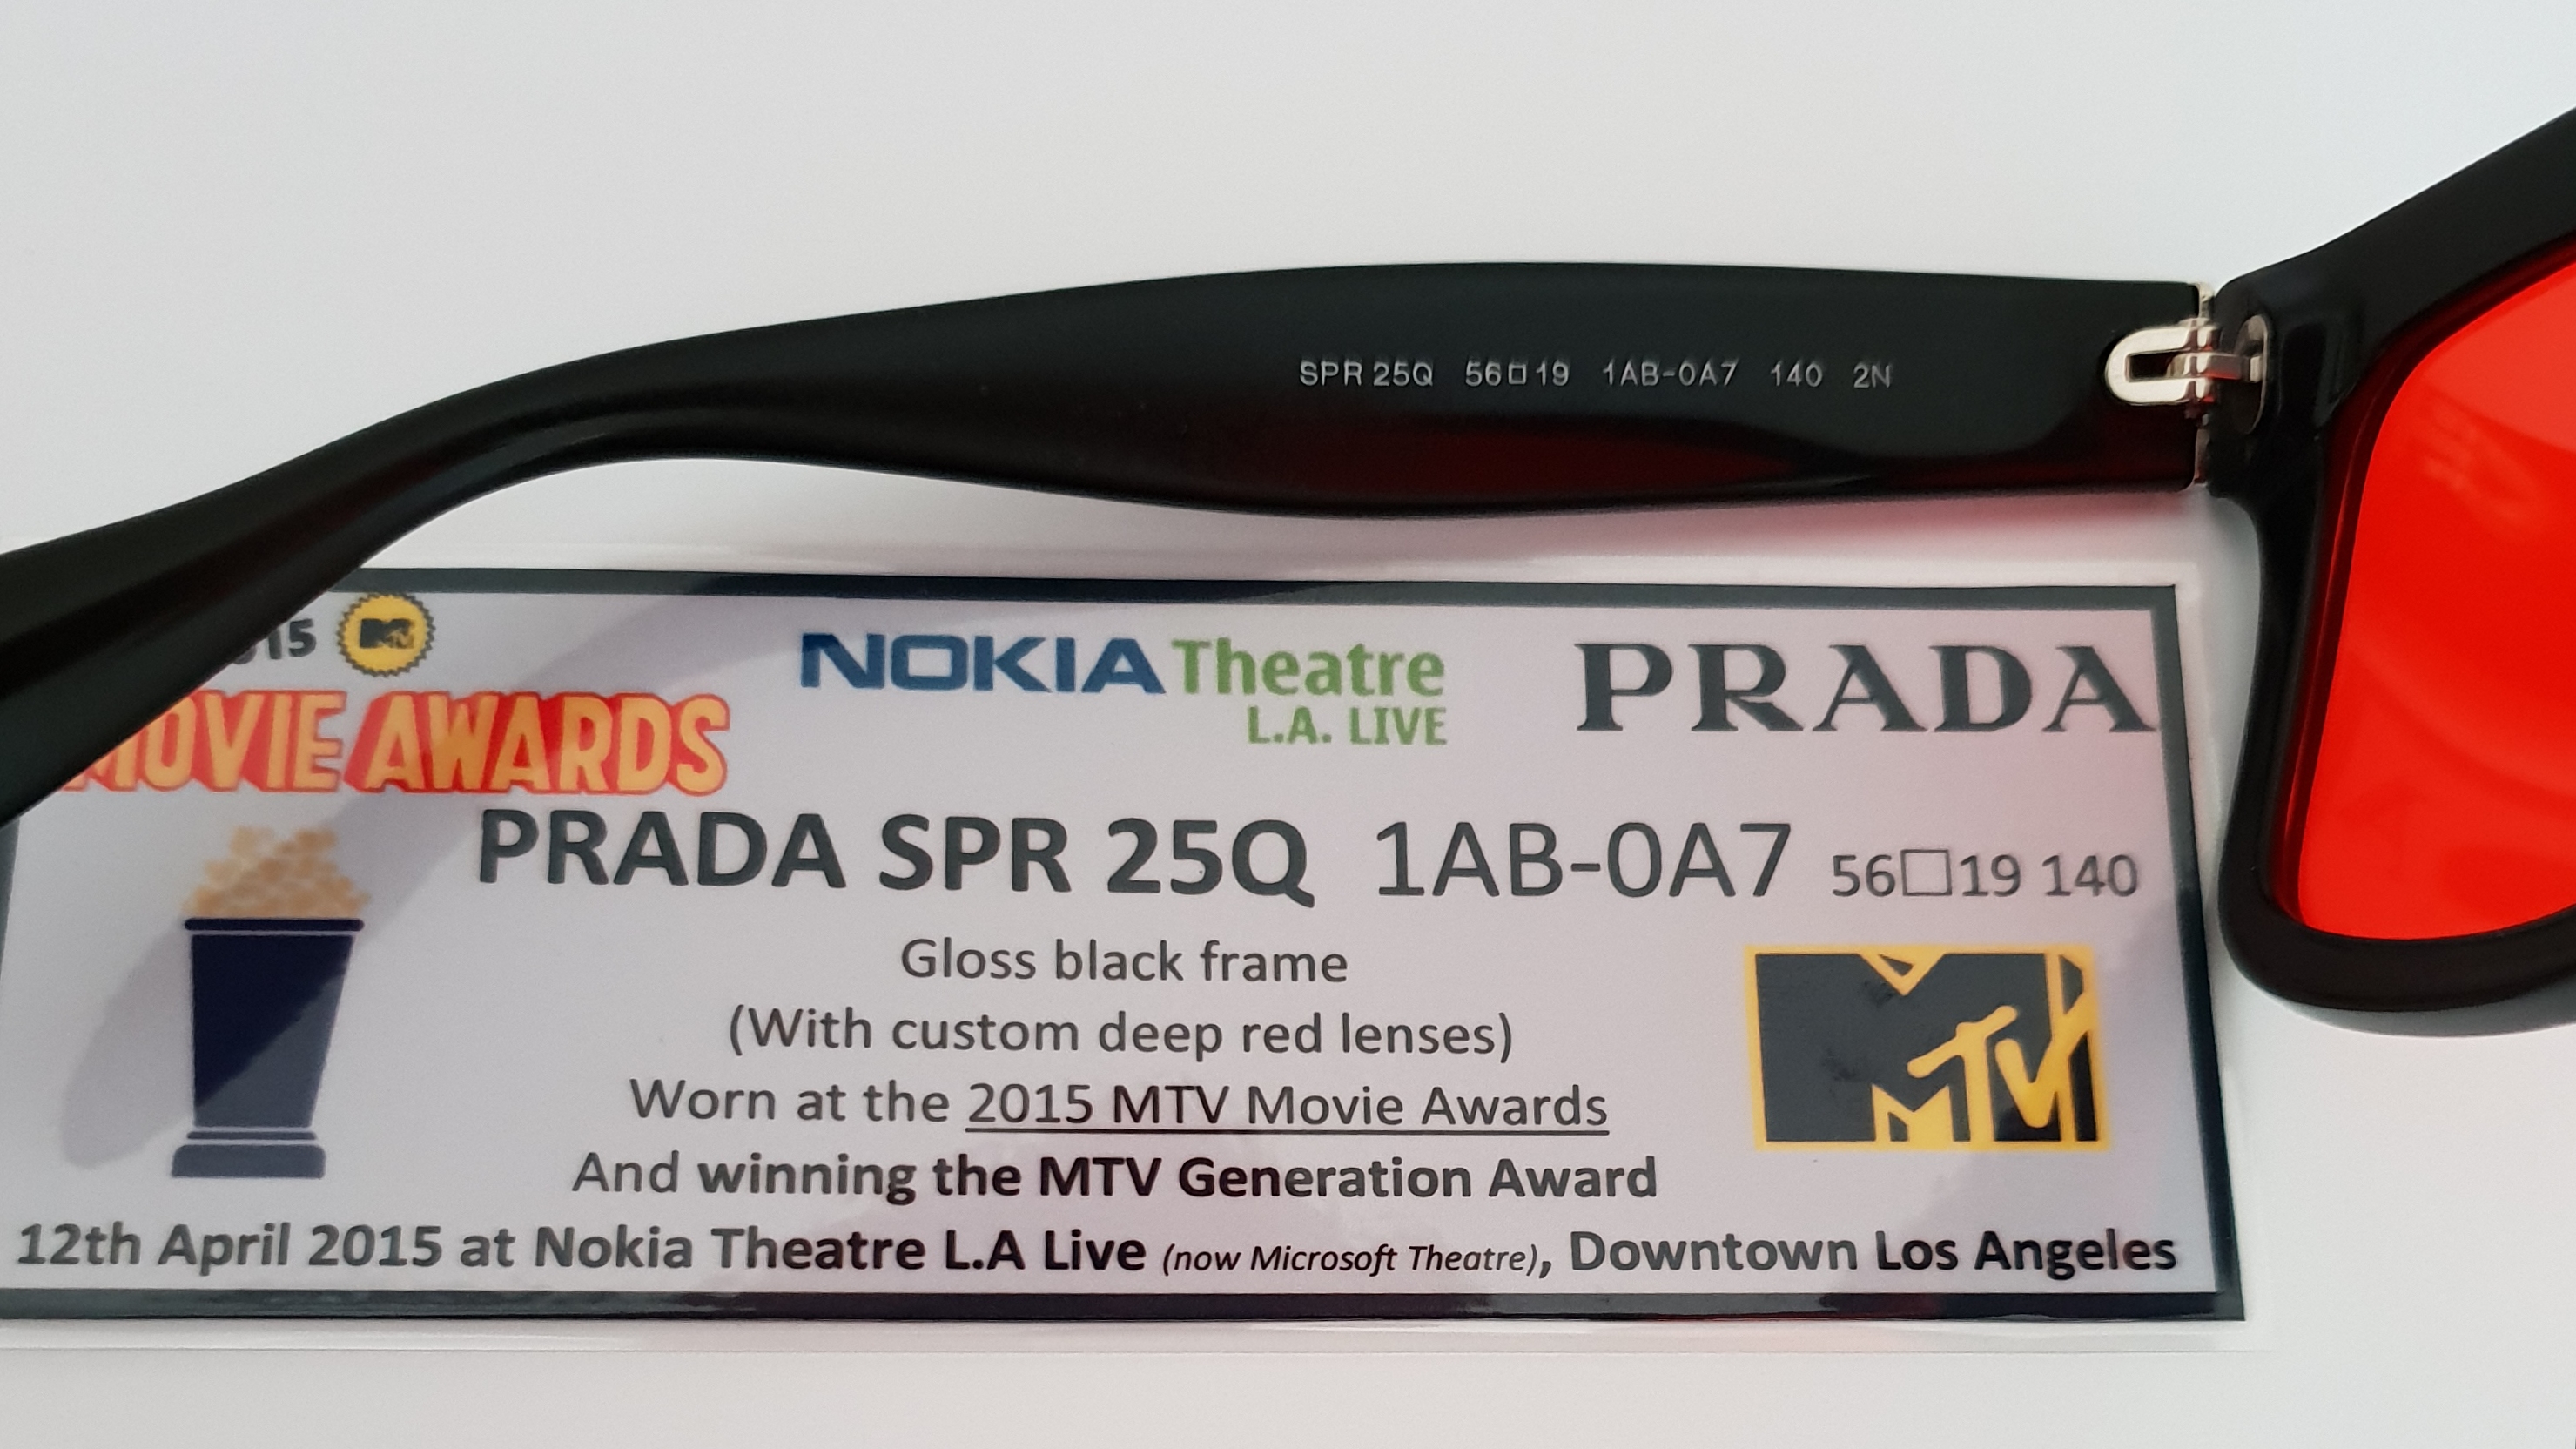 SPR 25Q 56□19 1AB-0A7 140 2N
15
MOVIE AWARDS
NOKIA Theatre
L.A. LIVE
PRADA
PRADA SPR 25Q 1AB-0A7 56□19 140
Gloss black frame
(With custom deep red lenses)
Worn at the 2015 MTV Movie Awards
MTV
And winning the MTV Generation Award
12th April 2015 at Nokia Theatre L.A Live (now Microsoft Theatre), Downtown Los Angeles